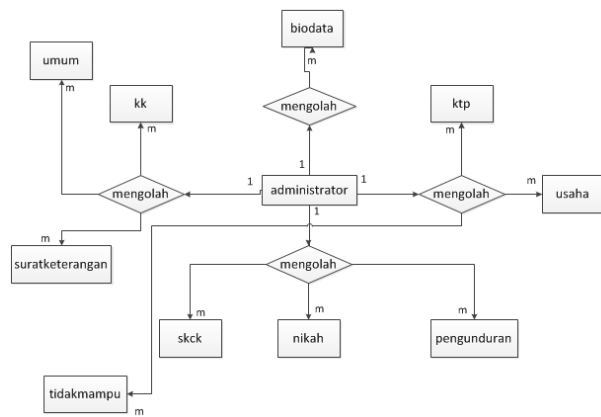 biodata
m
umum
m
kk
m
mengolah
ktp
m
1
mengolah
1
administrator
1
mengolah
m
usaha
1
m
suratketerangan
mengolah
m
skck
m
nikah
m
pengunduran
tidakmampu
m